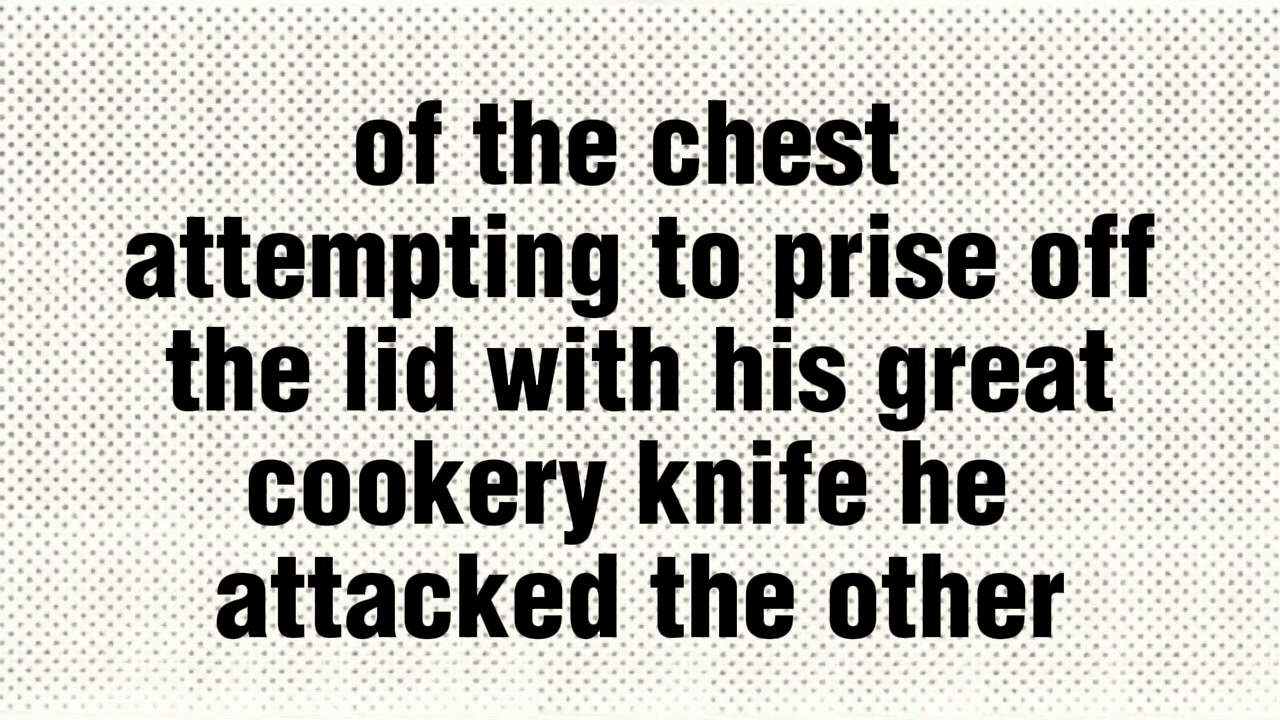 of the chest
attempting to prise off
the lid with his great
cookery knife he
attacked the other